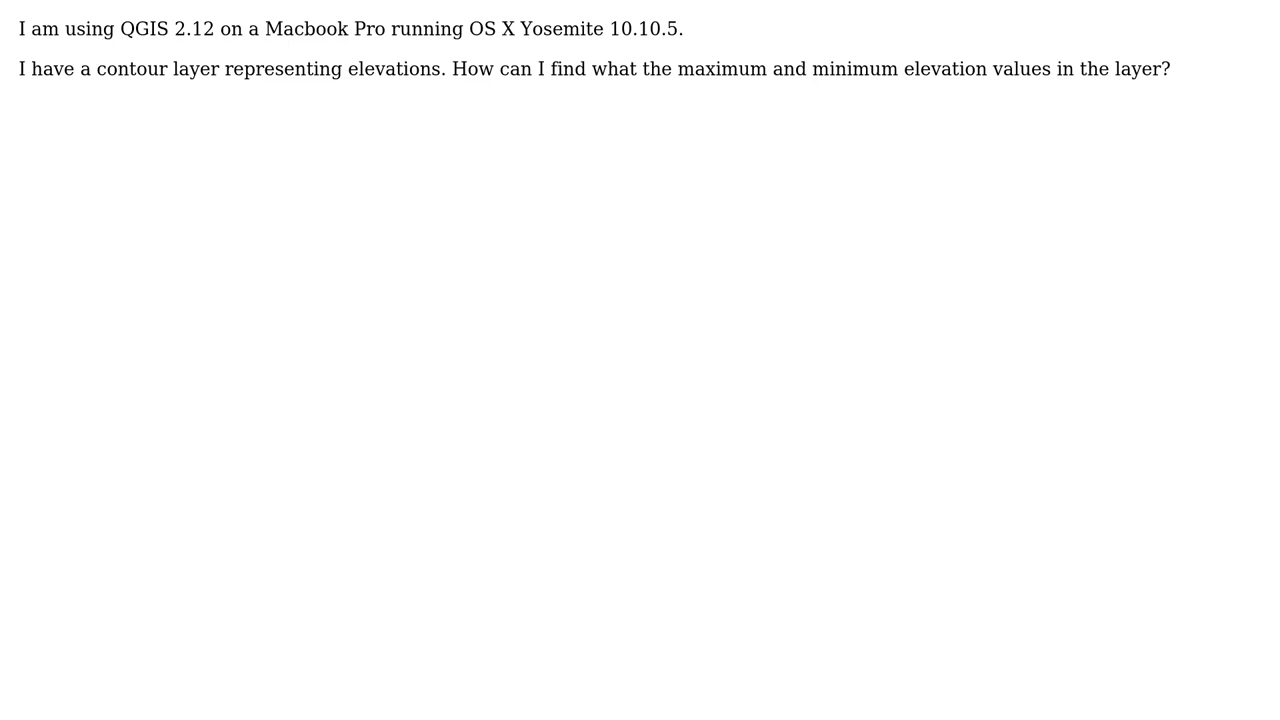 I am using QGIS 2.12 on a Macbook Pro running OS X Yosemite 10.10.5.
I have a contour layer representing elevations. How can I find what the maximum and minimum elevation values in the layer?